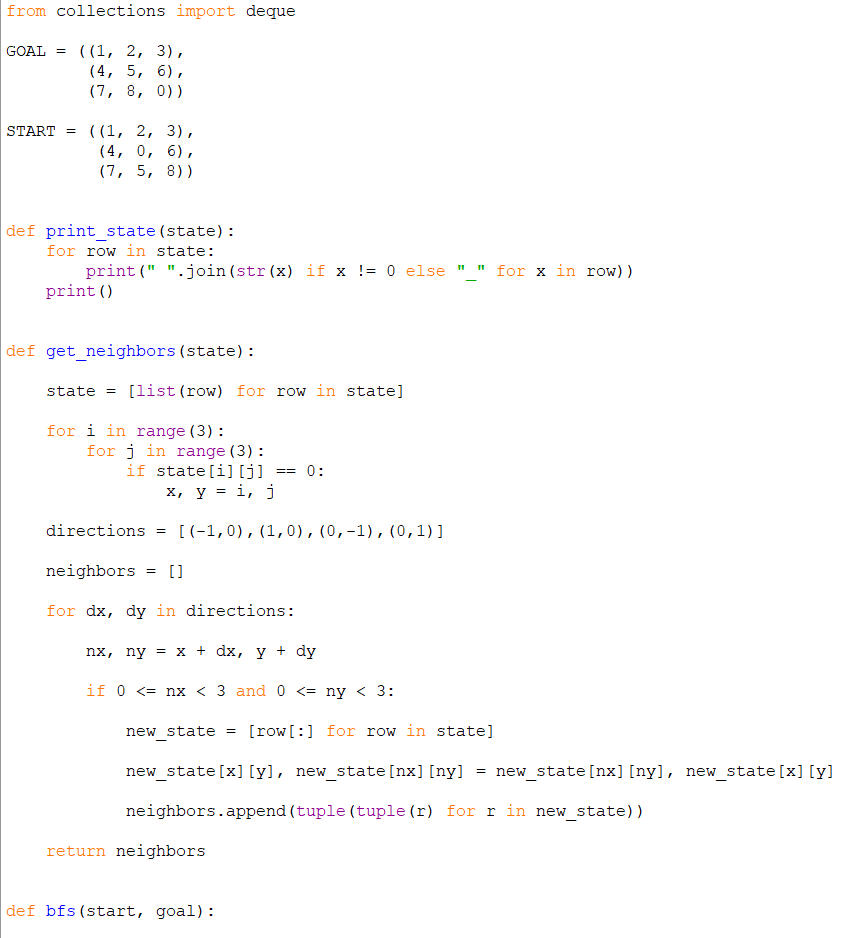 from collections import deque

GOAL = ((1, 2, 3),
        (4, 5, 6),
        (7, 8, 0))

START = ((1, 2, 3),
         (4, 0, 6),
         (7, 5, 8))


def print_state(state):
    for row in state:
        print(" ".join(str(x) if x != 0 else "_" for x in row))
    print()


def get_neighbors(state):

    state = [list(row) for row in state]

    for i in range(3):
        for j in range(3):
            if state[i][j] == 0:
                x, y = i, j

    directions = [(-1,0),(1,0),(0,-1),(0,1)]

    neighbors = []

    for dx, dy in directions:

        nx, ny = x + dx, y + dy

        if 0 <= nx < 3 and 0 <= ny < 3:

            new_state = [row[:] for row in state]

            new_state[x][y], new_state[nx][ny] = new_state[nx][ny], new_state[x][y]

            neighbors.append(tuple(tuple(r) for r in new_state))

    return neighbors


def bfs(start, goal):